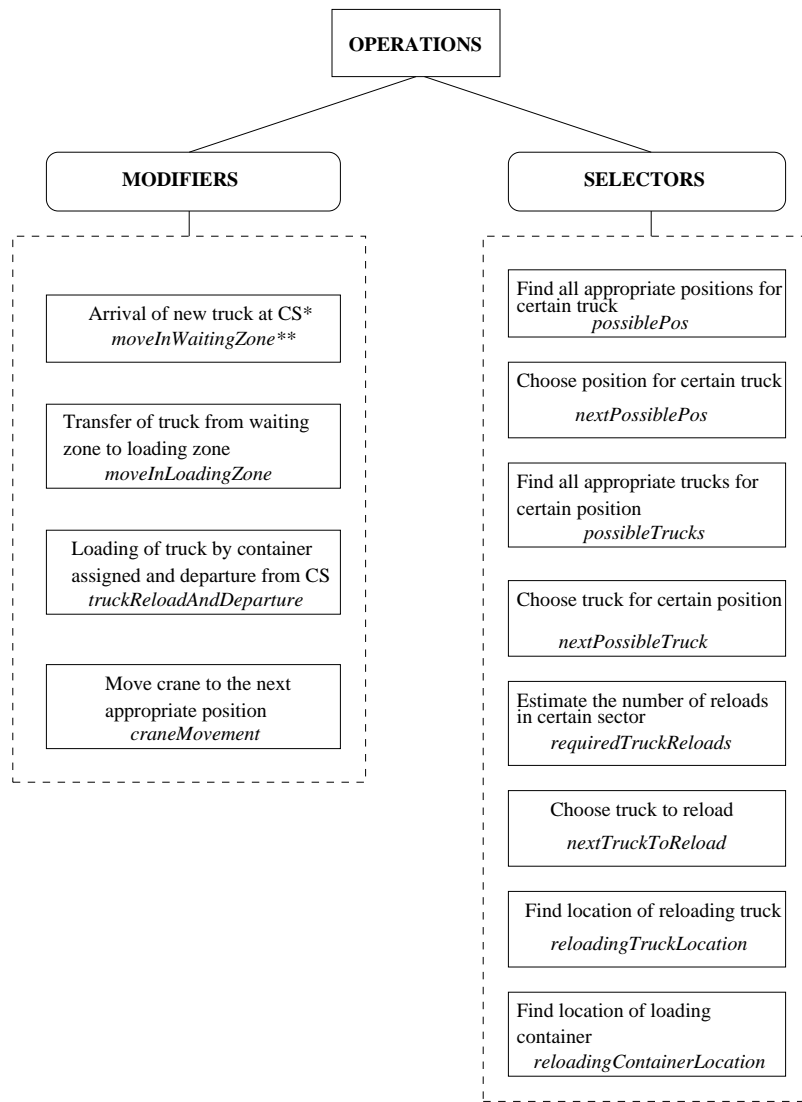 OPERATIONS
MODIFIERS
Arrival of new truck at CS*
moveInWaitingZone**
Transfer of truck from waiting
zone to loading zone
moveInLoadingZone
Loading of truck by container
assigned and departure from CS
truckReloadAndDeparture
Move crane to the next
appropriate position
craneMovement
SELECTORS
Find all appropriate positions for
certain truck
possiblePos
Choose position for certain truck
nextPossiblePos
Find all appropriate trucks for
certain position
possibleTrucks
Choose truck for certain position
nextPossibleTruck
Estimate the number of reloads
in certain sector
requiredTruckReloads
Choose truck to reload
nextTruckToReload
Find location of reloading truck
reloadingTruckLocation
Find location of loading
container
reloadingContainerLocation